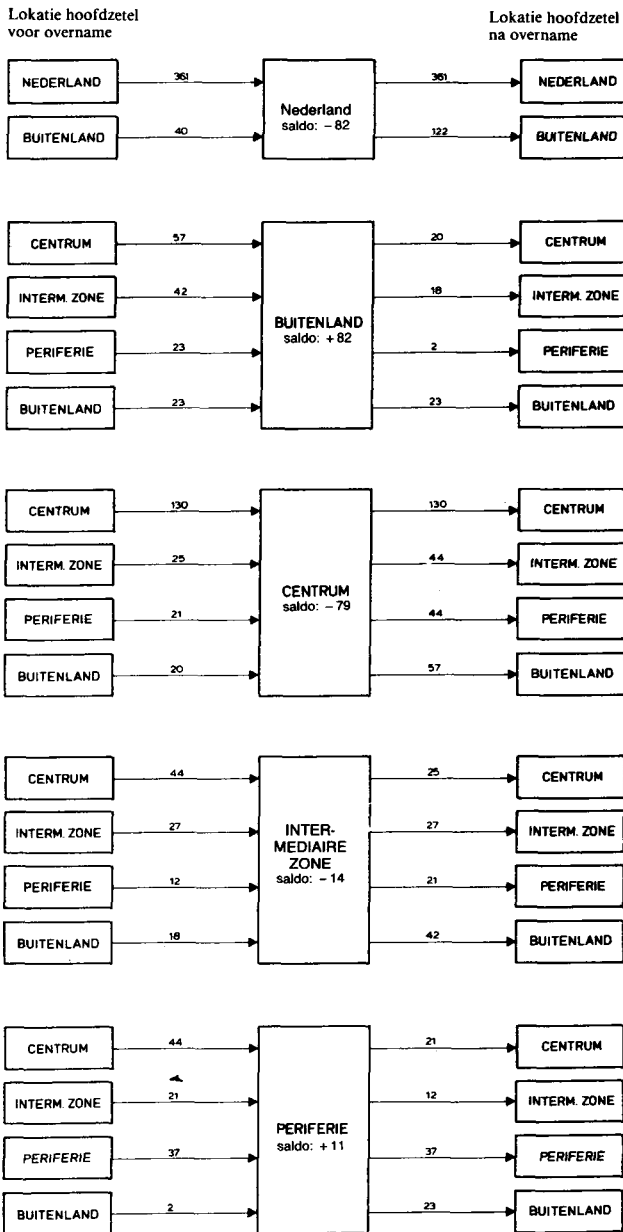 Lokatie hoofdzetel
voor overname
Lokatie hoofdzetel
na overname
NEDERLAND 361 Nederland 361 NEDERLAND
saldo: - 82
BUITENLAND 40 122 BUITENLAND
CENTRUM 57 20 CENTRUM
INTERM. ZONE 42 18 INTERM. ZONE
BUITENLAND
saldo: + 82
PERIFERIE 23 2 PERIFERIE
BUITENLAND 23 23 BUITENLAND
CENTRUM 130 130 CENTRUM
INTERM. ZONE 25 44 INTERM. ZONE
CENTRUM
saldo: - 79
PERIFERIE 21 44 PERIFERIE
BUITENLAND 20 57 BUITENLAND
CENTRUM 44 25 CENTRUM
INTERM. ZONE 27 INTER- 27 INTERM. ZONE
MEDIAIRE
ZONE
saldo: - 14
PERIFERIE 12 21 PERIFERIE
BUITENLAND 18 42 BUITENLAND
CENTRUM 44 21 CENTRUM
INTERM. ZONE 21 12 INTERM. ZONE
PERIFERIE
saldo: + 11
PERIFERIE 37 37 PERIFERIE
BUITENLAND 2 23 BUITENLAND